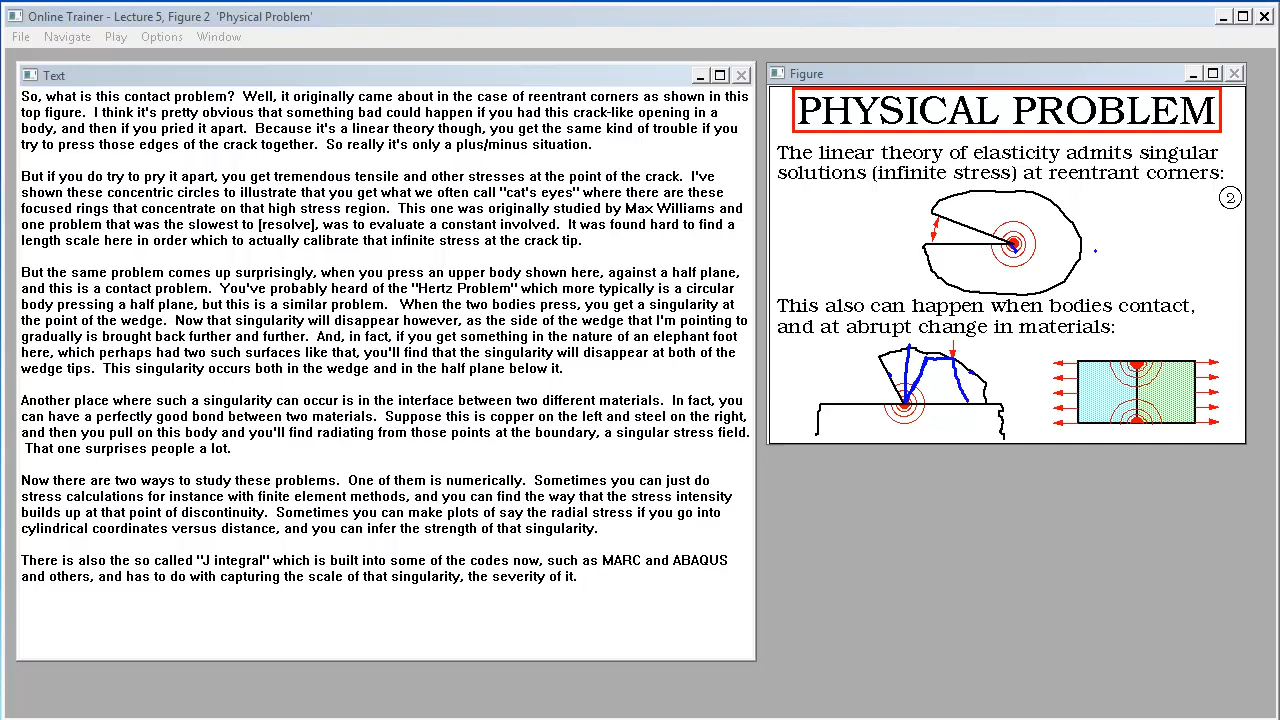 Online Trainer - Lecture 5, Figure 2 'Physical Problem'
File Navigate Play Options Window
Text
So, what is this contact problem? Well, it originally came about in the case of reentrant corners as shown in this
top figure. I think it's pretty obvious that something bad could happen if you had this crack-like opening in a
body, and then if you pried it apart. Because it's a linear theory though, you get the same kind of trouble if you
try to press those edges of the crack together. So really it's only a plus/minus situation.
But if you do try to pry it apart, you get tremendous tensile and other stresses at the point of the crack. I've
shown these concentric circles to illustrate that you get what we often call "cat's eyes" where there are these
focused rings that concentrate on that high stress region. This one was originally studied by Max Williams and
one problem that was the slowest to [resolve], was to evaluate a constant involved. It was found hard to find a
length scale here in order which to actually calibrate that infinite stress at the crack tip.
But the same problem comes up surprisingly, when you press an upper body shown here, against a half plane,
and this is a contact problem. You've probably heard of the "Hertz Problem" which more typically is a circular
body pressing a half plane, but this is a similar problem. When the two bodies press, you get a singularity at
the point of the wedge. Now that singularity will disappear however, as the side of the wedge that I'm pointing to
gradually is brought back further and further. And, in fact, if you get something in the nature of an elephant foot
here, which perhaps had two such surfaces like that, you'll find that the singularity will disappear at both of the
wedge tips. This singularity occurs both in the wedge and in the half plane below it.
Another place where such a singularity can occur is in the interface between two different materials. In fact, you
can have a perfectly good bond between two materials. Suppose this is copper on the left and steel on the right,
and then you pull on this body and you'll find radiating from those points at the boundary, a singular stress field.
That one surprises people a lot.
Now there are two ways to study these problems. One of them is numerically. Sometimes you can just do
stress calculations for instance with finite element methods, and you can find the way that the stress intensity
builds up at that point of discontinuity. Sometimes you can make plots of say the radial stress if you go into
cylindrical coordinates versus distance, and you can infer the strength of that singularity.
There is also the so called "J integral" which is built into some of the codes now, such as MARC and ABAQUS
and others, and has to do with capturing the scale of that singularity, the severity of it.
Figure
PHYSICAL PROBLEM
The linear theory of elasticity admits singular
solutions (infinite stress) at reentrant corners:
2
This also can happen when bodies contact,
and at abrupt change in materials: